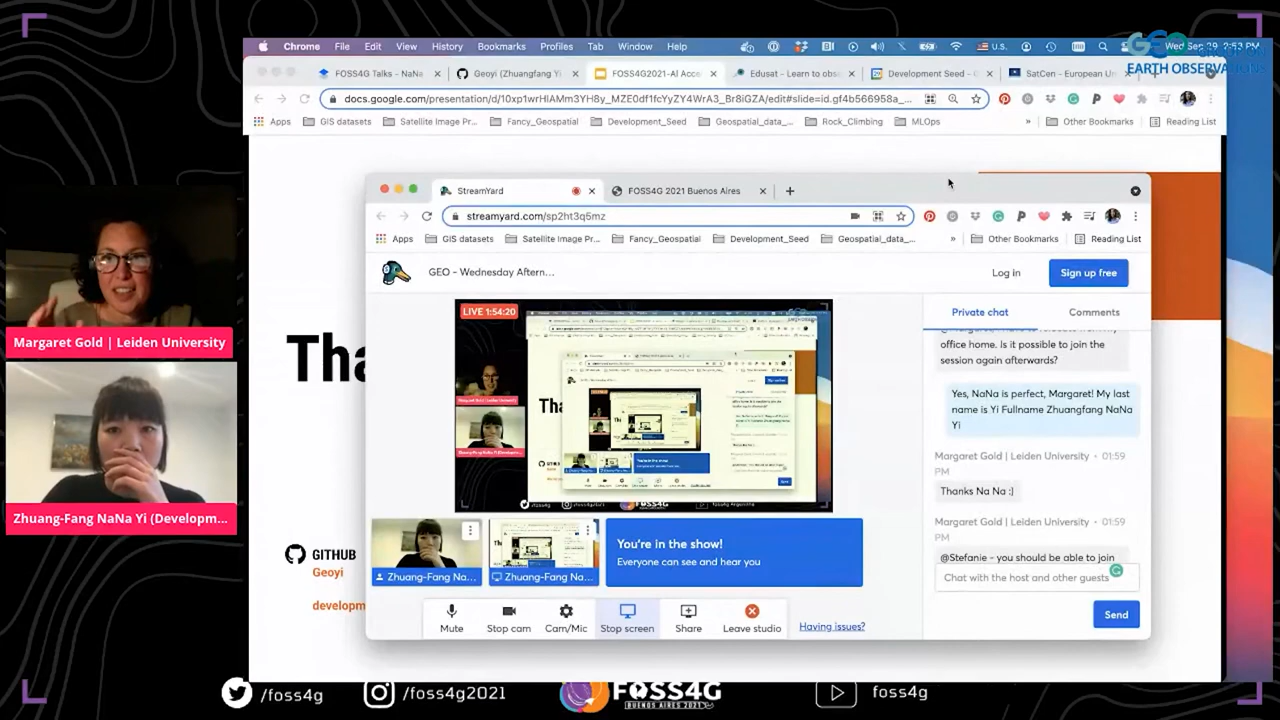 Chrome File Edit View History Bookmarks Profiles Tab Window Help U.S. Wed Sep 29 2:53 PM
GEO
EARTH OBSERVATIONS
FOSS4G Talks - NaNa Geoyi (Zhuangfang Yi FOSS4G2021-AI Acce Edusat - Learn to obs Development Seed - C SatCen - European Un
docs.google.com/presentation/d/10xp1wrHIAMm3YH8y_MZE0df1fcYyZY4WrA3_Br8iGZA/edit#slide=id.gf4b566958a_...
Apps GIS datasets Satellite Image Pr... Fancy_Geospatial Development_Seed Geospatial_data_... Rock_Climbing MLOps » Other Bookmarks Reading List
StreamYard FOSS4G 2021 Buenos Aires
streamyard.com/sp2ht3q6mz
Apps GIS datasets Satellite Image Pr... Fancy_Geospatial Development_Seed Geospatial_data_... » Other Bookmarks Reading List
GEO - Wednesday Aftern...
Log in
Sign up free
LIVE 1:54:20
Private chat Comments
office home. Is it possible to join the
session again afterwards?
Yes, NaNa is perfect, Margaret! My last
name is Yi Fullname Zhuangfang NaNa
Yi
Margaret Gold | Leiden University • 01:59
PM
Thanks Na Na :)
Margaret Gold | Leiden University • 01:59
PM
@Stefanie - you should be able to join
Chat with the host and other guests
Send
Tha
GITHUB
Geoyi
developm
Zhuang-Fang Na...
Zhuang-Fang Na...
You're in the show!
Everyone can see and hear you
Mute Stop cam Cam/Mic Stop screen Share Leave studio
Having issues?
Margaret Gold | Leiden University
Zhuang-Fang NaNa Yi (Developm...
/foss4g /foss4g2021 FOSS4G foss4g
BUENOS AIRES 2021